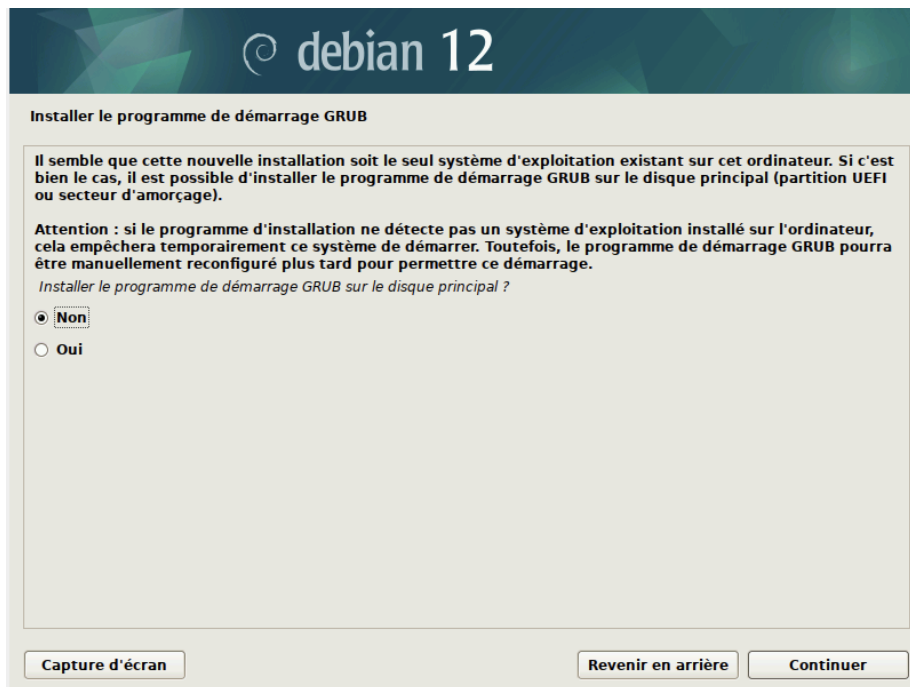 debian 12
Installer le programme de démarrage GRUB
Il semble que cette nouvelle installation soit le seul système d'exploitation existant sur cet ordinateur. Si c'est
bien le cas, il est possible d'installer le programme de démarrage GRUB sur le disque principal (partition UEFI
ou secteur d'amorçage).
Attention : si le programme d'installation ne détecte pas un système d'exploitation installé sur l'ordinateur,
cela empêchera temporairement ce système de démarrer. Toutefois, le programme de démarrage GRUB pourra
être manuellement reconfiguré plus tard pour permettre ce démarrage.
Installer le programme de démarrage GRUB sur le disque principal ?
Non
Oui
Capture d'écran
Revenir en arrière
Continuer